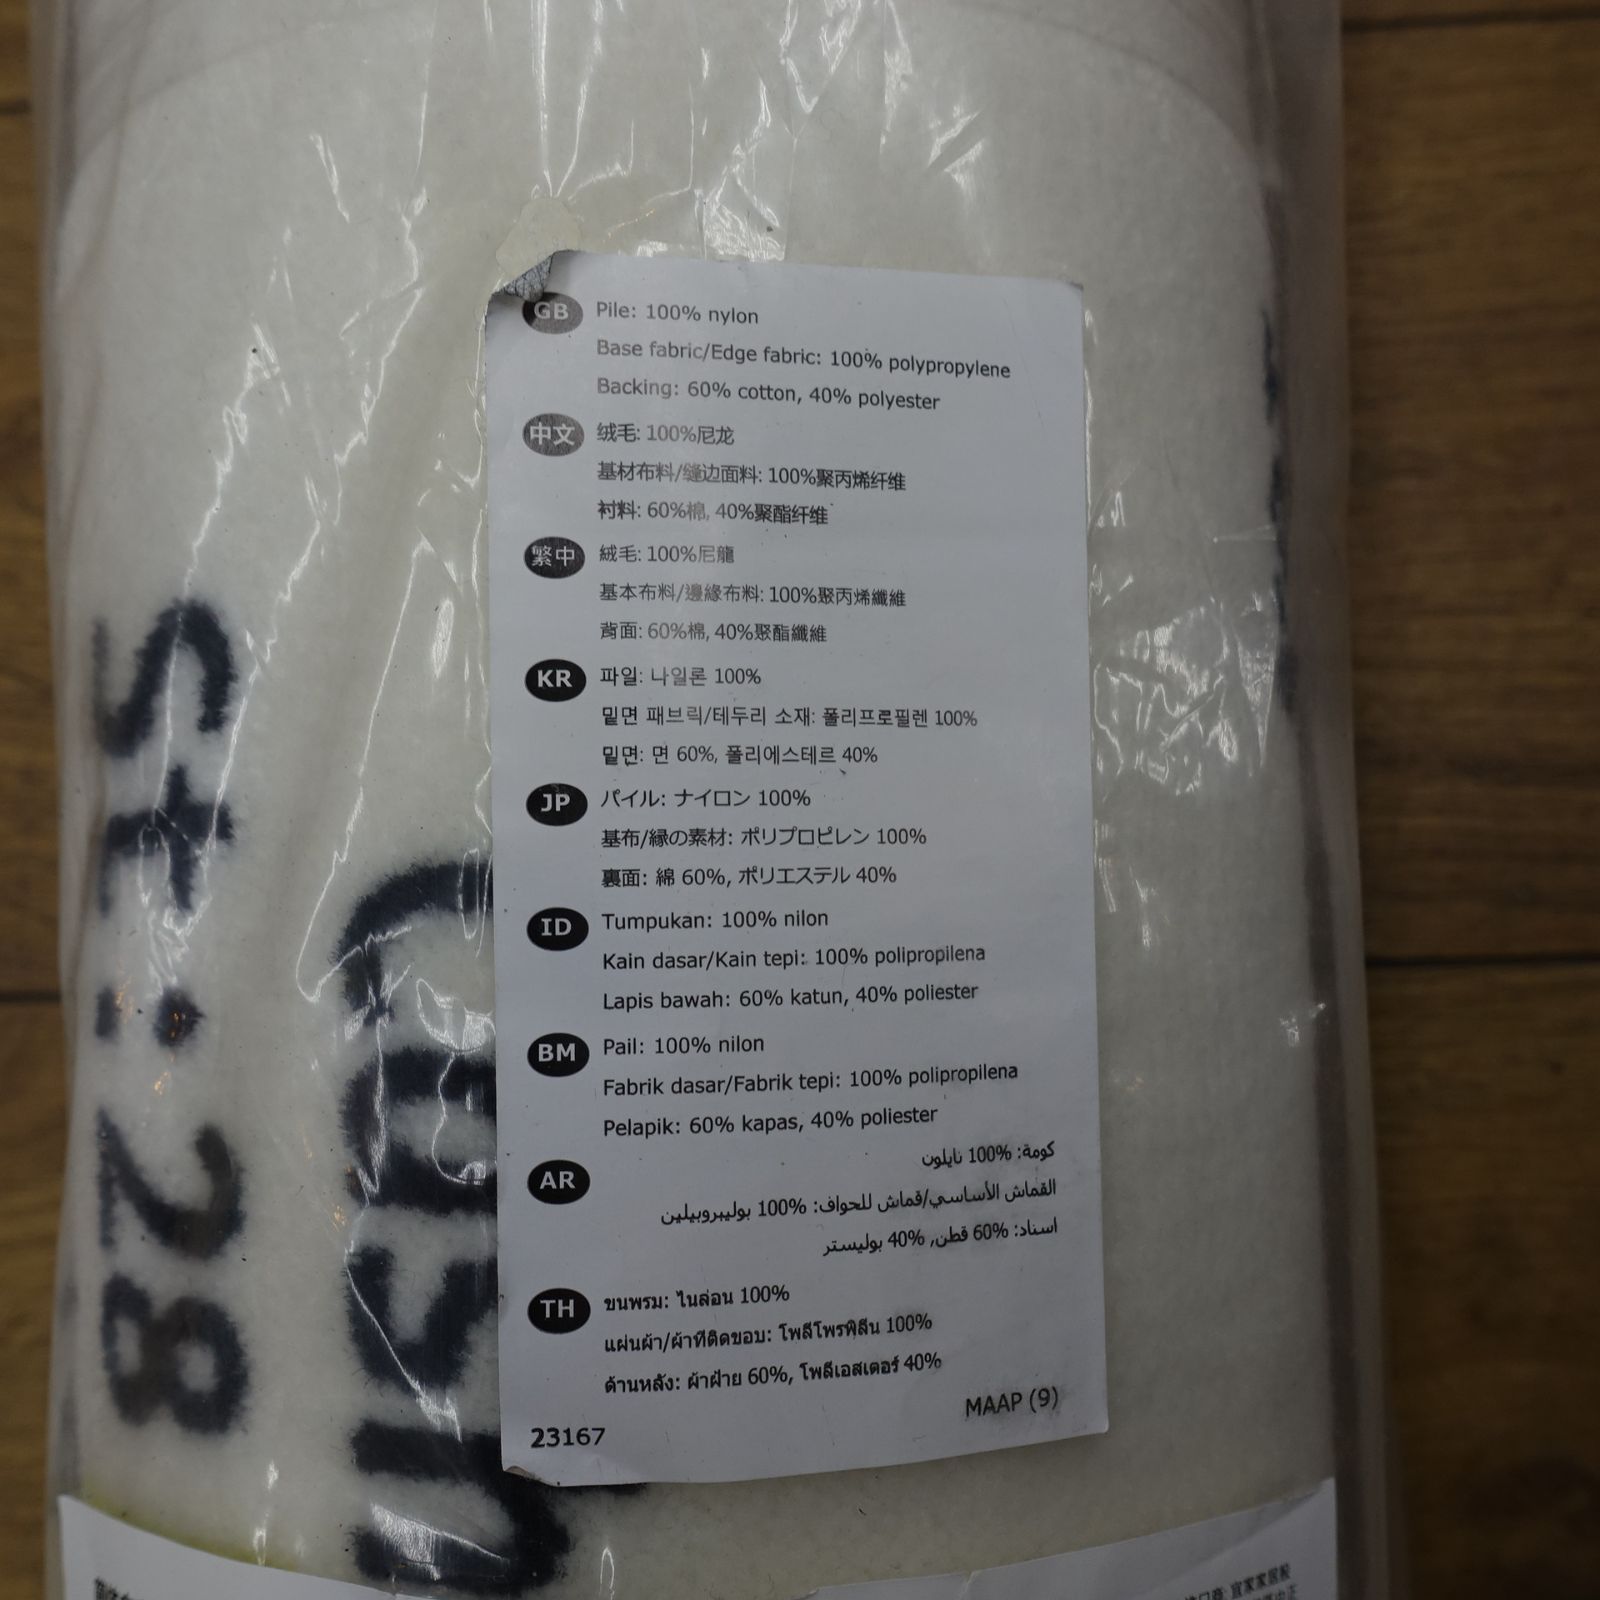 GB Pile: 100% nylon
Base fabric/Edge fabric: 100% polypropylene
Backing: 60% cotton, 40% polyester
中文 绒毛: 100%尼龙
基材布料/缝边面料: 100%聚丙烯纤维
衬料: 60%棉, 40%聚酯纤维
繁中 絨毛: 100%尼龍
基本布料/邊緣布料: 100%聚丙烯纖維
背面: 60%棉, 40%聚酯纖維
KR 파일: 나일론 100%
밑면 패브릭/테두리 소재: 폴리프로필렌 100%
밑면: 면 60%, 폴리에스테르 40%
JP パイル: ナイロン 100%
基布/縁の素材: ポリプロピレン 100%
裏面: 綿 60%, ポリエステル 40%
ID Tumpukan: 100% nilon
Kain dasar/Kain tepi: 100% polipropilena
Lapis bawah: 60% katun, 40% poliester
BM Pail: 100% nilon
Fabrik dasar/Fabrik tepi: 100% polipropilena
Pelapik: 60% kapas, 40% poliester
AR كومة: 100% نايلون
القماش الأساسي/قماش للحواف: 100% بوليبروبيلين
اسناد: 60% قطن, 40% بوليستر
TH ขนพรม: ไนล่อน 100%
แผ่นผ้า/ผ้าที่ติดขอบ: โพลีโพรพิลีน 100%
ด้านหลัง: ผ้าฝ้าย 60%, โพลีเอสเตอร์ 40%
MAAP (9)
23167